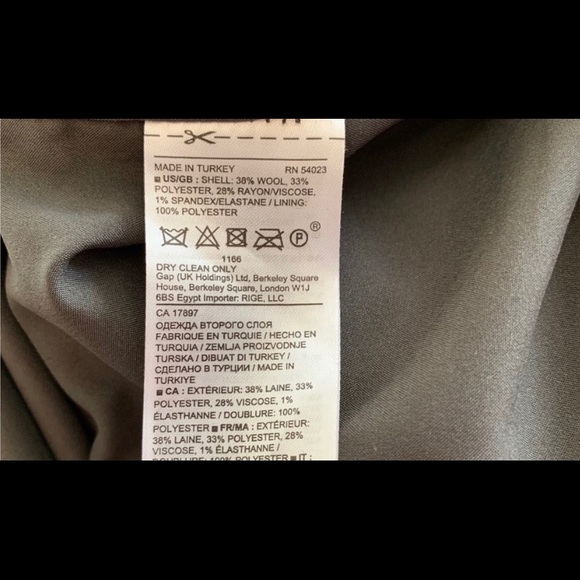 MADE IN TURKEY RN 54023
■ US/GB : SHELL: 38% WOOL, 33%
POLYESTER, 28% RAYON/VISCOSE,
1% SPANDEX/ELASTANE / LINING:
100% POLYESTER
P ®
1166
DRY CLEAN ONLY
Gap (UK Holdings) Ltd, Berkeley Square
House, Berkeley Square, London W1J
6BS Egypt Importer: RIGE, LLC
CA 17897
ОДЕЖДА ВТОРОГО СЛОЯ
FABRIQUE EN TURQUIE / HECHO EN
TURQUIA / ZEMLJA PROIZVODNJE
TURSKA / DIBUAT DI TURKEY /
СДЕЛАНО В ТУРЦИИ / MADE IN
TURKIYE
■ CA : EXTÉRIEUR: 38% LAINE, 33%
POLYESTER, 28% VISCOSE, 1%
ÉLASTHANNE / DOUBLURE: 100%
POLYESTER ■ FR/MA : EXTÉRIEUR:
38% LAINE, 33% POLYESTER, 28%
VISCOSE, 1% ÉLASTHANNE /
DOUBLURE: 100% POLYESTER ■ IT :